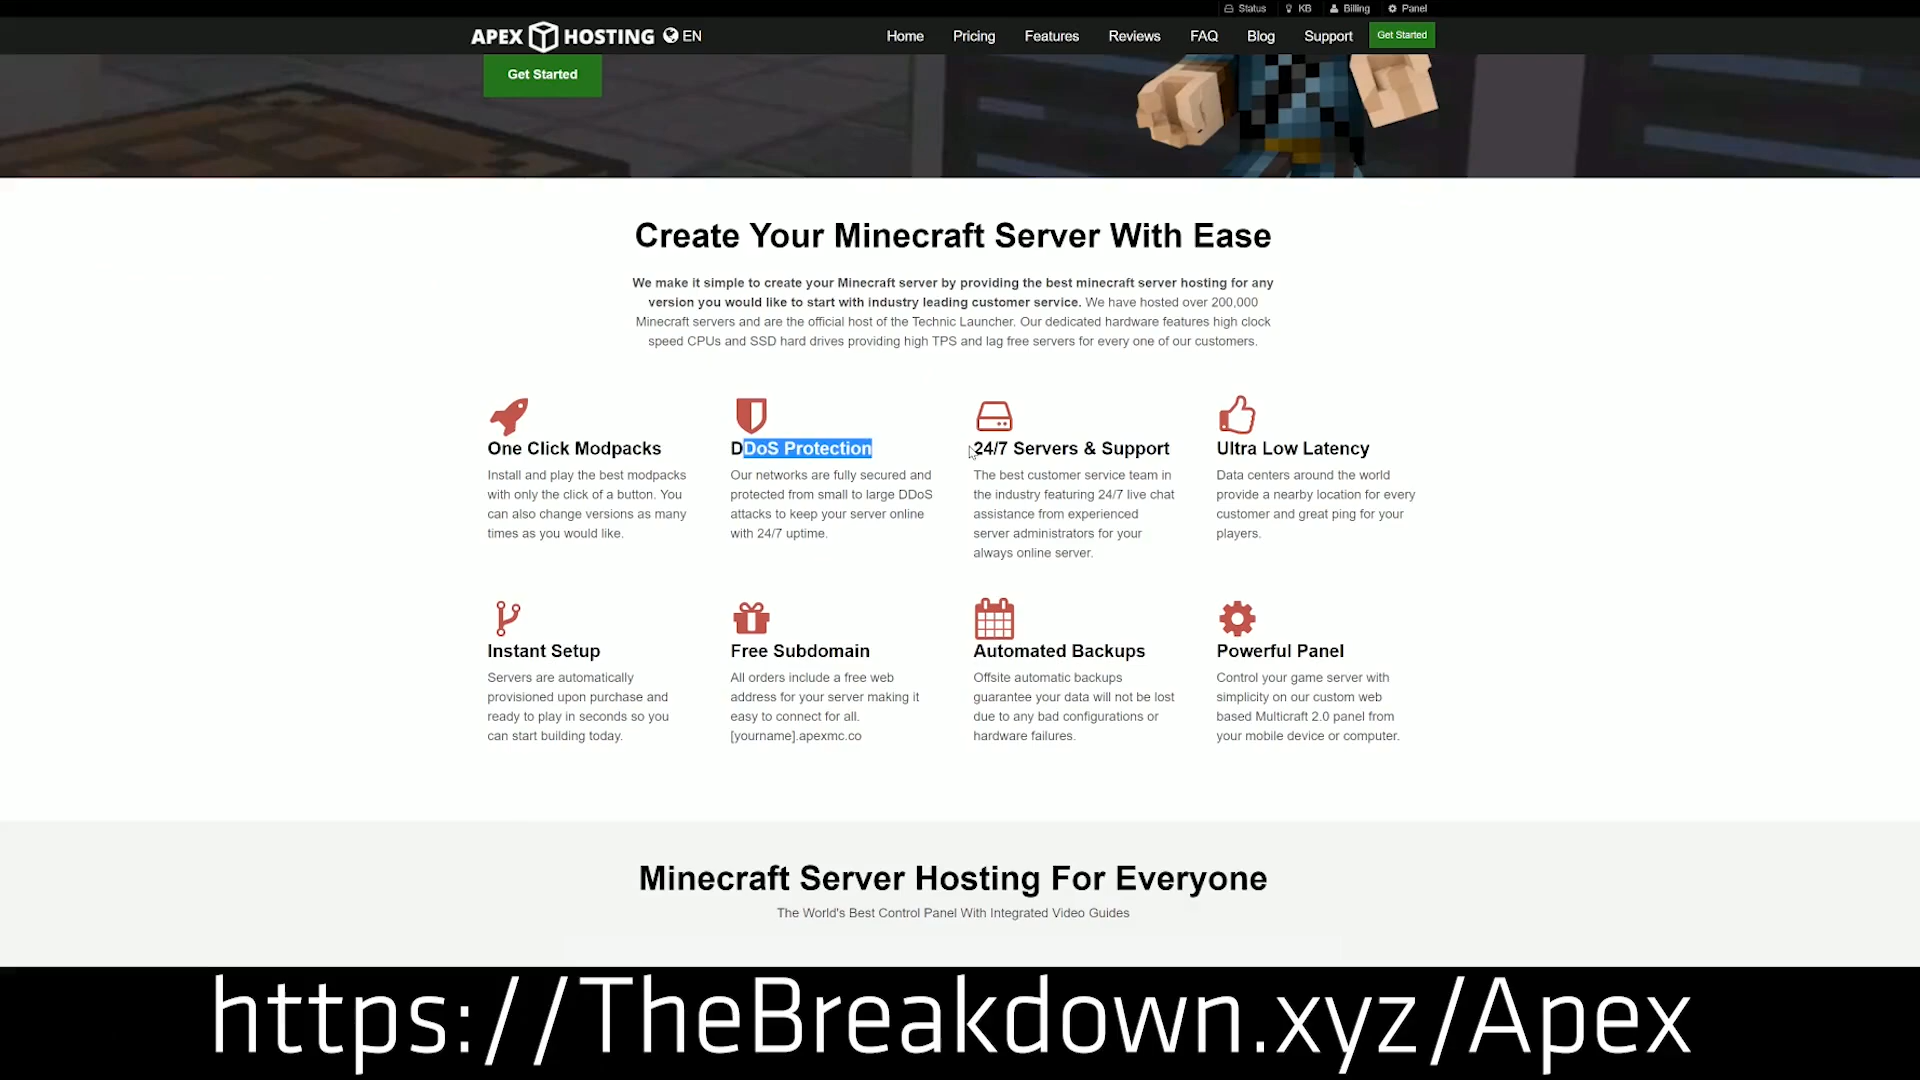 Status KB Billing Panel
APEX HOSTING EN Home Pricing Features Reviews FAQ Blog Support Get Started
Get Started
Create Your Minecraft Server With Ease
We make it simple to create your Minecraft server by providing the best minecraft server hosting for any
version you would like to start with industry leading customer service. We have hosted over 200,000
Minecraft servers and are the official host of the Technic Launcher. Our dedicated hardware features high clock
speed CPUs and SSD hard drives providing high TPS and lag free servers for every one of our customers.
One Click Modpacks
Install and play the best modpacks
with only the click of a button. You
can also change versions as many
times as you would like.
DDoS Protection
Our networks are fully secured and
protected from small to large DDoS
attacks to keep your server online
with 24/7 uptime.
24/7 Servers & Support
The best customer service team in
the industry featuring 24/7 live chat
assistance from experienced
server administrators for your
always online server.
Ultra Low Latency
Data centers around the world
provide a nearby location for every
customer and great ping for your
players.
Instant Setup
Servers are automatically
provisioned upon purchase and
ready to play in seconds so you
can start building today.
Free Subdomain
All orders include a free web
address for your server making it
easy to connect for all.
[yourname].apexmc.co
Automated Backups
Offsite automatic backups
guarantee your data will not be lost
due to any bad configurations or
hardware failures.
Powerful Panel
Control your game server with
simplicity on our custom web
based Multicraft 2.0 panel from
your mobile device or computer.
Minecraft Server Hosting For Everyone
The World's Best Control Panel With Integrated Video Guides
https://TheBreakdown.xyz/Apex